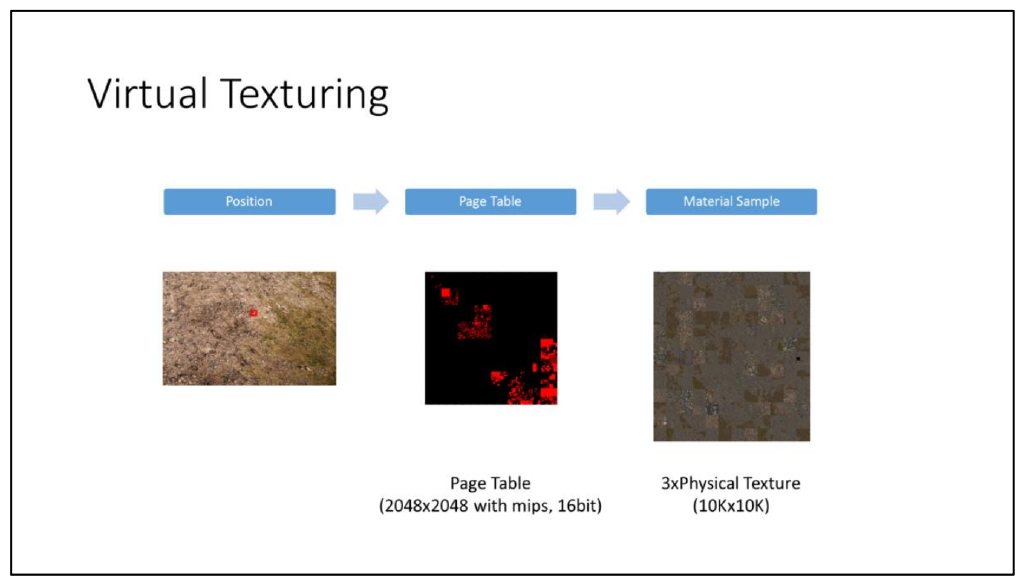 Virtual Texturing
Position
Page Table
Material Sample
Page Table
(2048x2048 with mips, 16bit)
3xPhysical Texture
(10Kx10K)